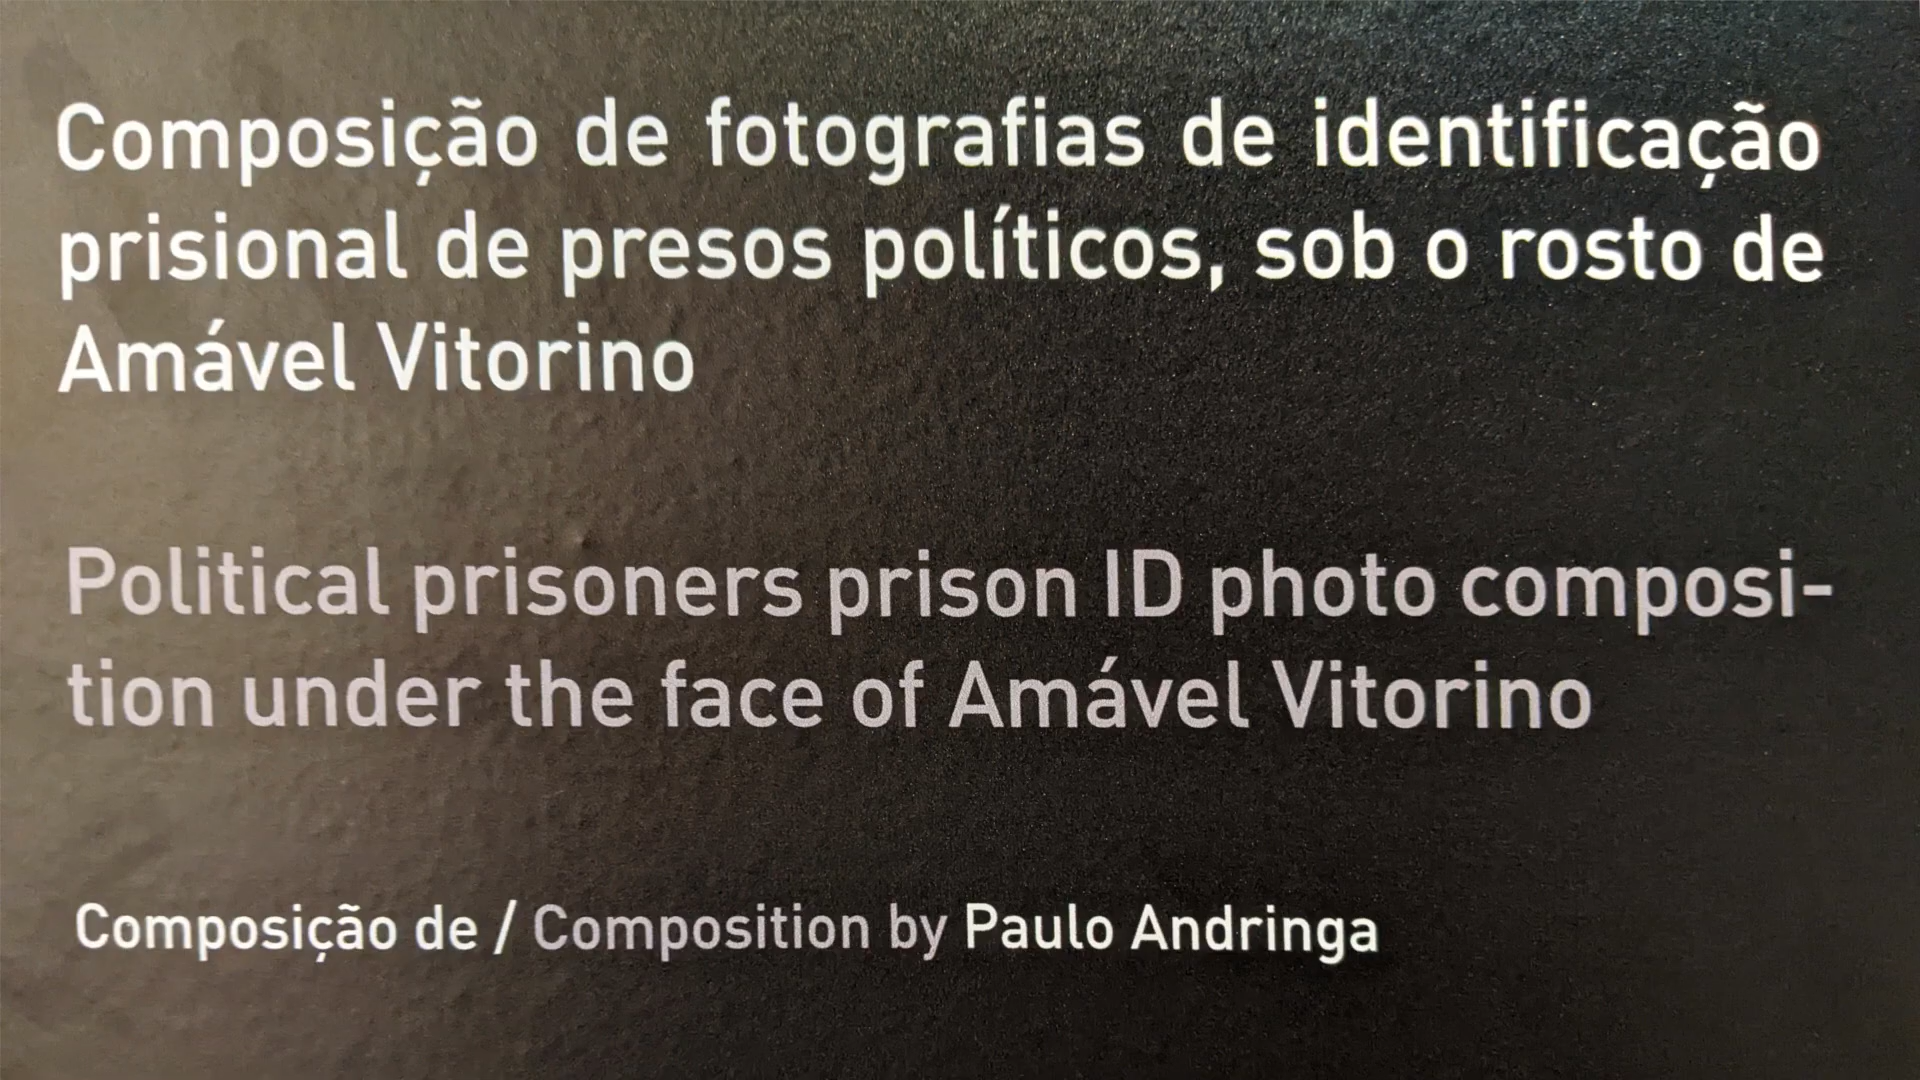 Composição de fotografias de identificação
prisional de presos políticos, sob o rosto de
Amável Vitorino
Political prisoners prison ID photo composi-
tion under the face of Amável Vitorino
Composição de / Composition by Paulo Andringa